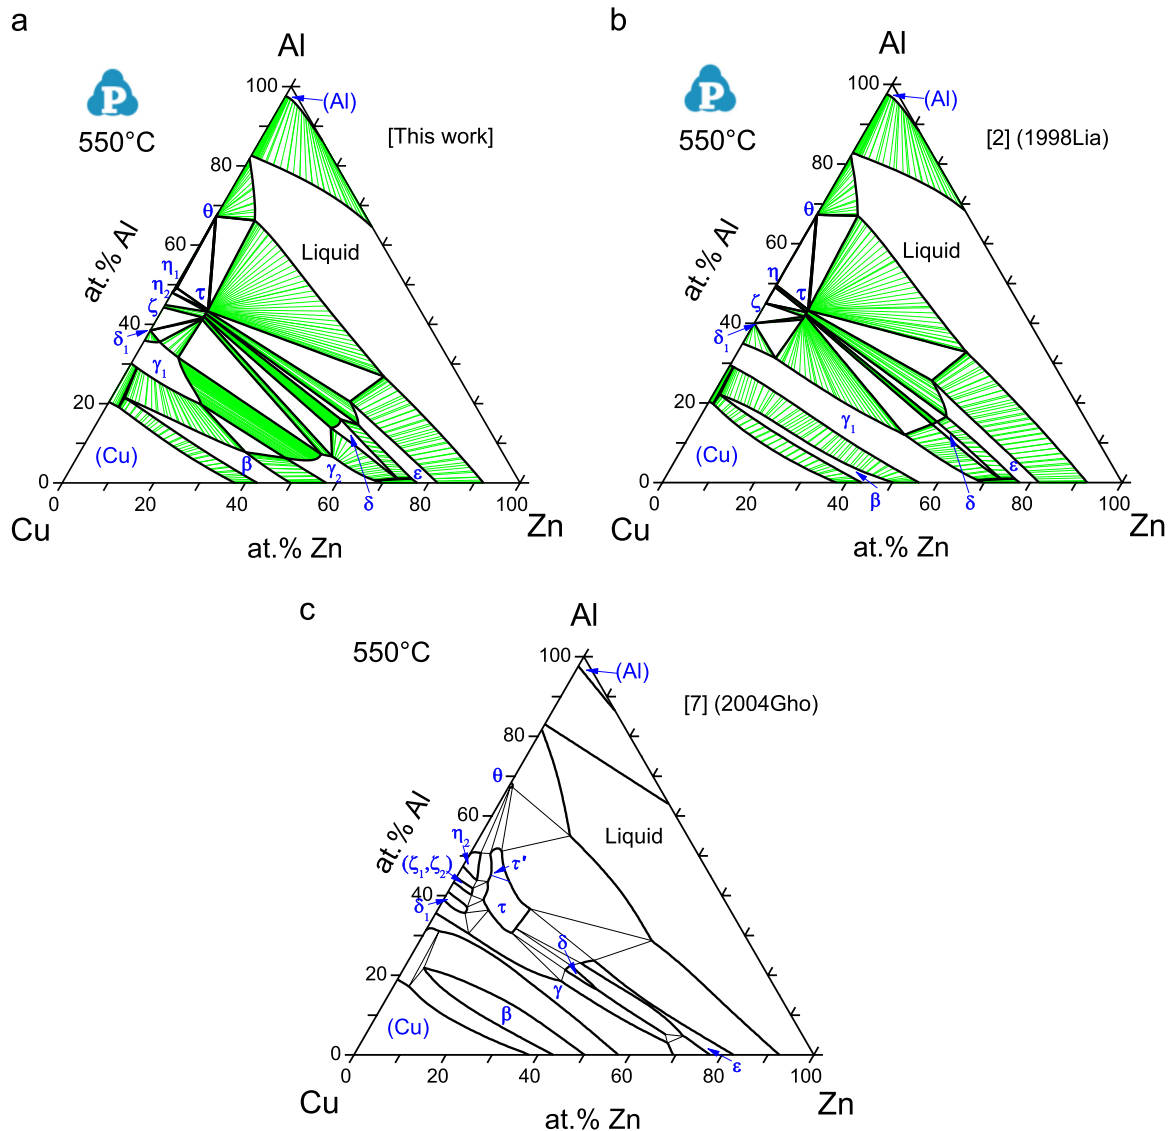 a
Al
100
(Al)
P
550°C
[This work]
80
θ
at.% Al
60
Liquid
η₁
η₂
τ
ζ
40
δ₁
γ₁
20
(Cu)
β
γ₂
ε
0
δ
0
20
40
60
80
100
Cu
Zn
at.% Zn
b
Al
100
(Al)
P
550°C
[2] (1998Lia)
80
θ
at.% Al
60
Liquid
η
τ
ζ
40
δ₁
20
γ₁
(Cu)
ε
0
β
δ
0
20
40
60
80
100
Cu
Zn
at.% Zn
c
Al
550°C
100
(Al)
[7] (2004Gho)
80
θ
at.% Al
60
Liquid
η₂
(ζ₁,ζ₂)
τ'
40
δ₁
τ
δ
20
γ
β
(Cu)
0
ε
0
20
40
60
80
100
Cu
Zn
at.% Zn